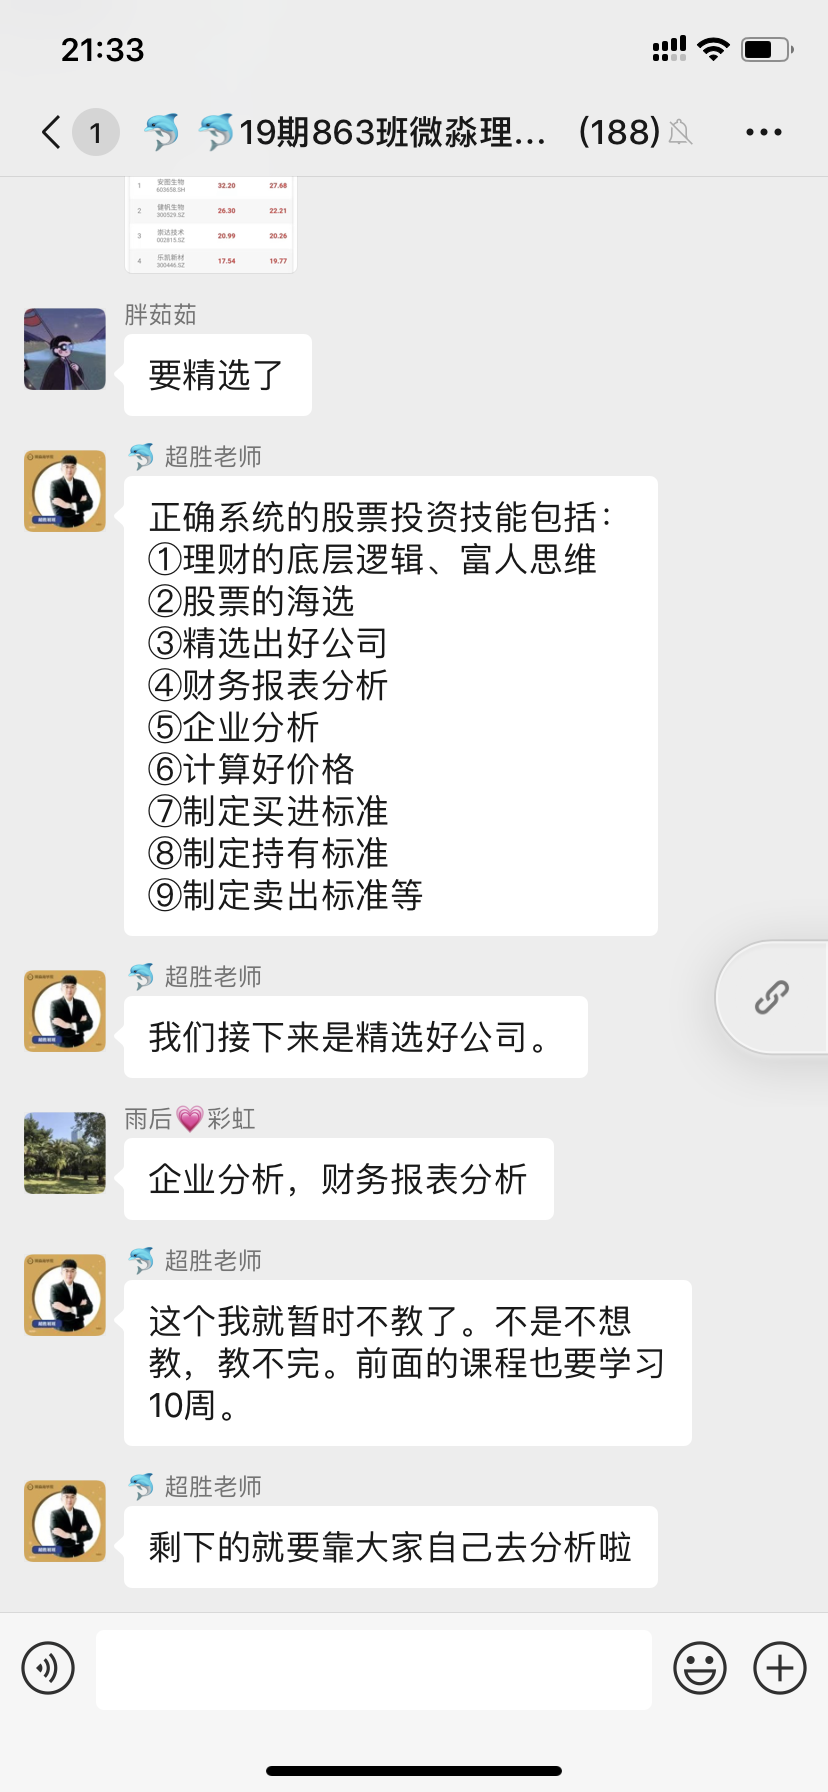 21:33
1
19期863班微淼理... (188)
1 安图生物 603658.SH 32.20 27.68
2 健帆生物 300529.SZ 26.30 22.21
3 崇达技术 002815.SZ 20.99 20.26
4 乐凯新材 300446.SZ 17.54 19.77
胖茹茹
要精选了
超胜老师
正确系统的股票投资技能包括：
①理财的底层逻辑、富人思维
②股票的海选
③精选出好公司
④财务报表分析
⑤企业分析
⑥计算好价格
⑦制定买进标准
⑧制定持有标准
⑨制定卖出标准等
超胜老师
我们接下来是精选好公司。
雨后💗彩虹
企业分析，财务报表分析
超胜老师
这个我就暂时不教了。不是不想
教，教不完。前面的课程也要学习
10周。
超胜老师
剩下的就要靠大家自己去分析啦